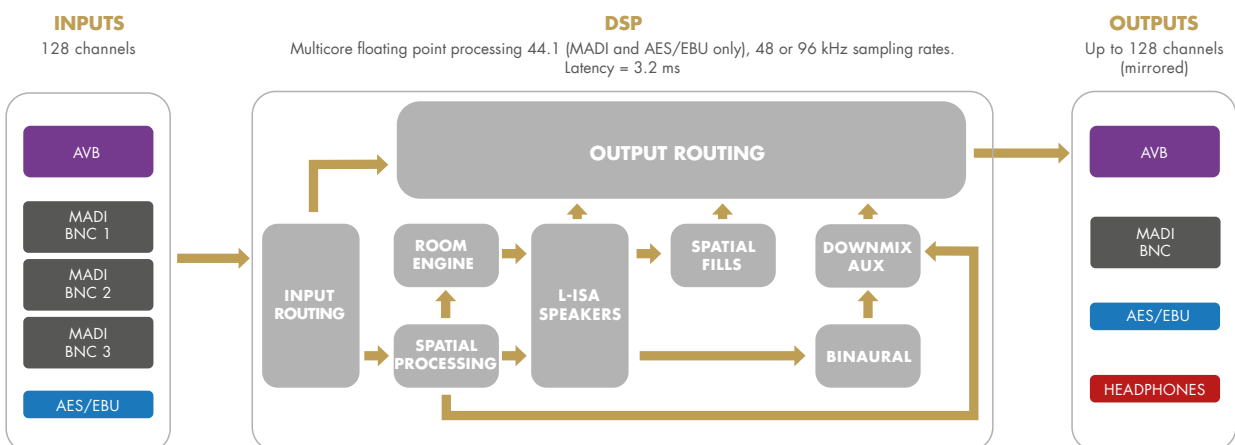 INPUTS
128 channels
AVB
MADI
BNC 1
MADI
BNC 2
MADI
BNC 3
AES/EBU
DSP
Multicore floating point processing 44.1 (MADI and AES/EBU only), 48 or 96 kHz sampling rates.
Latency = 3.2 ms
OUTPUT ROUTING
INPUT
ROUTING
ROOM
ENGINE
SPATIAL
PROCESSING
L-ISA
SPEAKERS
SPATIAL
FILLS
DOWNMIX
AUX
BINAURAL
OUTPUTS
Up to 128 channels
(mirrored)
AVB
MADI
BNC
AES/EBU
HEADPHONES